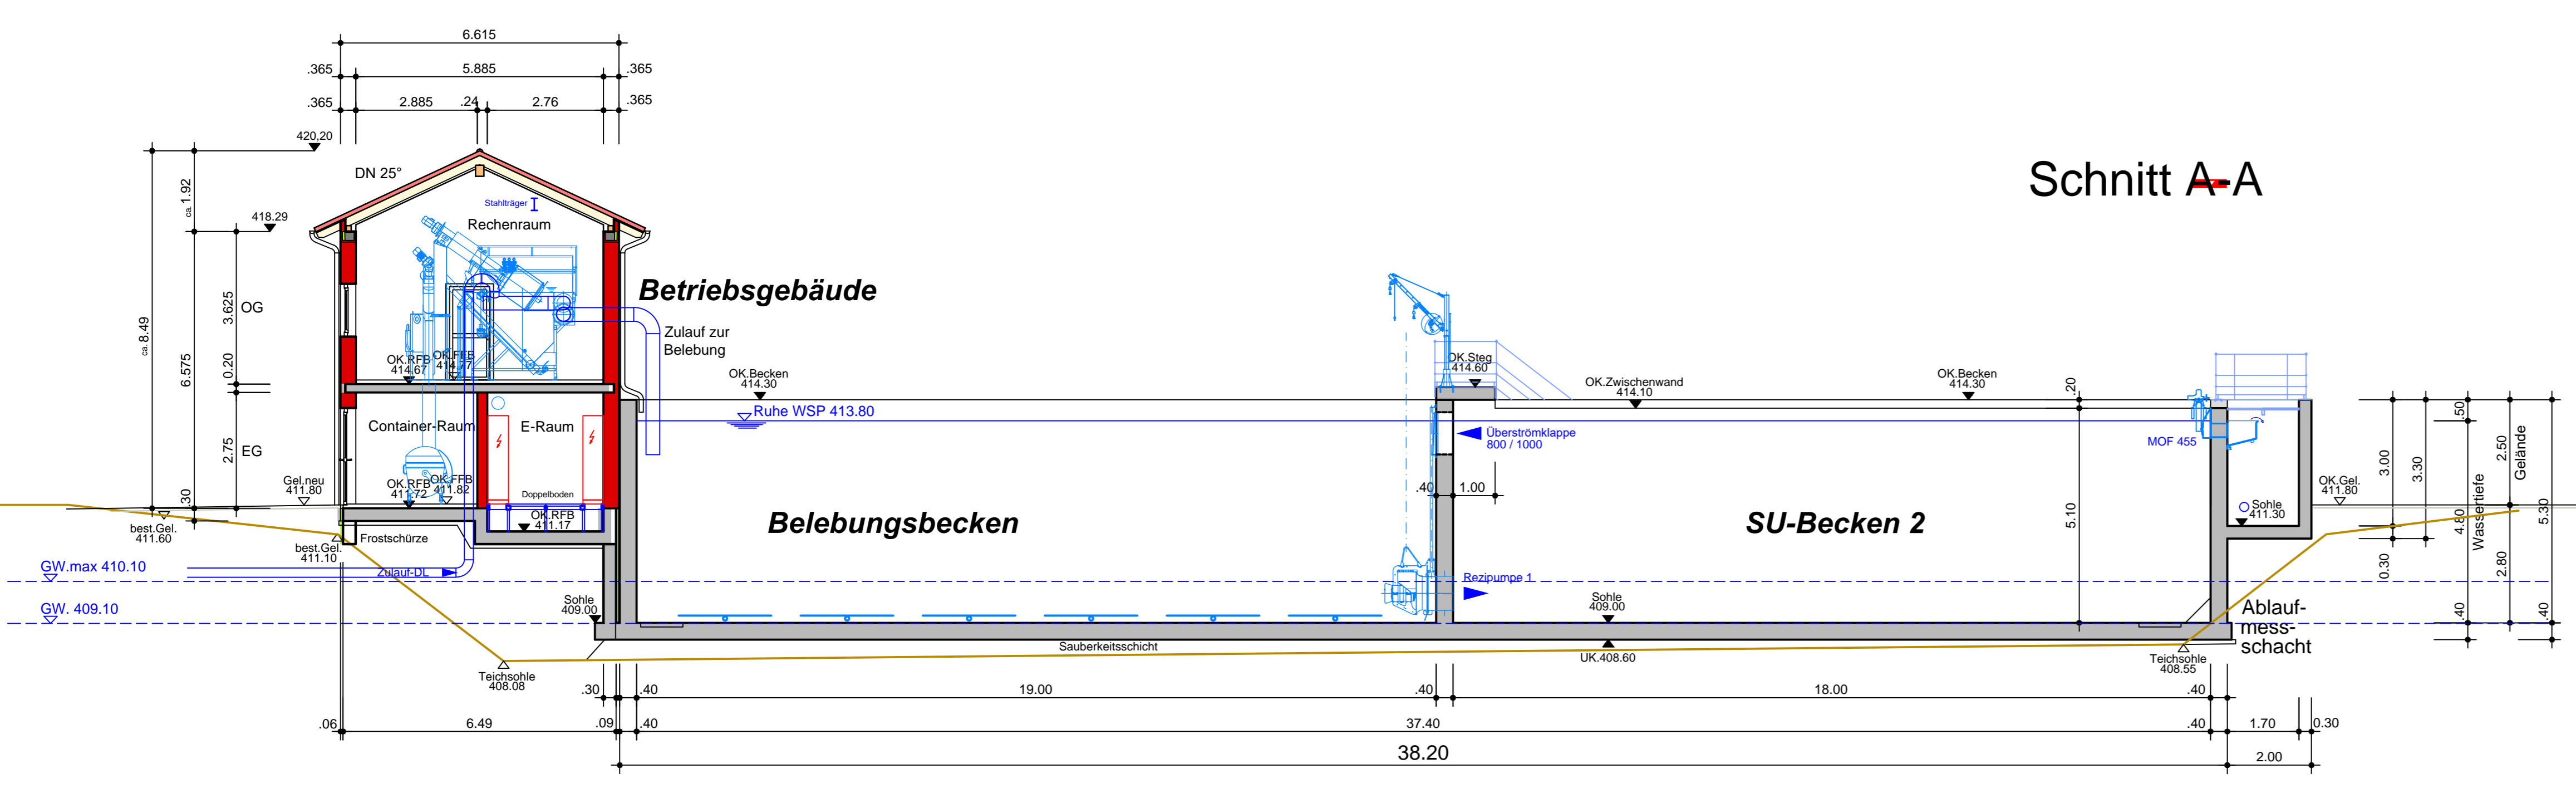 6.615
.365
5.885
.365
.365
2.885
.24
2.76
.365
420,20
DN 25°
Schnitt A-A
ca. 1.92
418.29
Stahlträger
Rechenraum
Betriebsgebäude
ca. 8.49
6.575
3.625
OG
0.20
2.75
EG
.30
Zulauf zur
Belebung
OK.RFB
414.67
OK.FFB
414.77
OK.Becken
414.30
Ruhe WSP 413.80
OK.Steg
414.60
OK.Zwischenwand
414.10
OK.Becken
414.30
.20
Container-Raum
E-Raum
Überströmklappe
800 / 1000
MOF 455
.50
3.00
3.30
2.50
Gelände
Gel.neu
411.80
OK.RFB
411.72
OK.FFB
411.82
Doppelboden
.40
1.00
5.10
OK.Gel.
411.80
best.Gel.
411.60
OK.RFB
411.17
Belebungsbecken
SU-Becken 2
Sohle
411.30
4.80
Wassertiefe
5.30
best.Gel.
411.10
Frostschürze
GW.max 410.10
Zulauf-DL
Rezipumpe 1
0.30
2.80
GW. 409.10
Sohle
409.00
Sohle
409.00
Ablauf-
mess-
schacht
.40
.40
Sauberkeitsschicht
UK.408.60
Teichsohle
408.08
Teichsohle
408.55
.30
.40
19.00
.40
18.00
.40
.06
6.49
.09
.40
37.40
.40
1.70
0.30
38.20
2.00